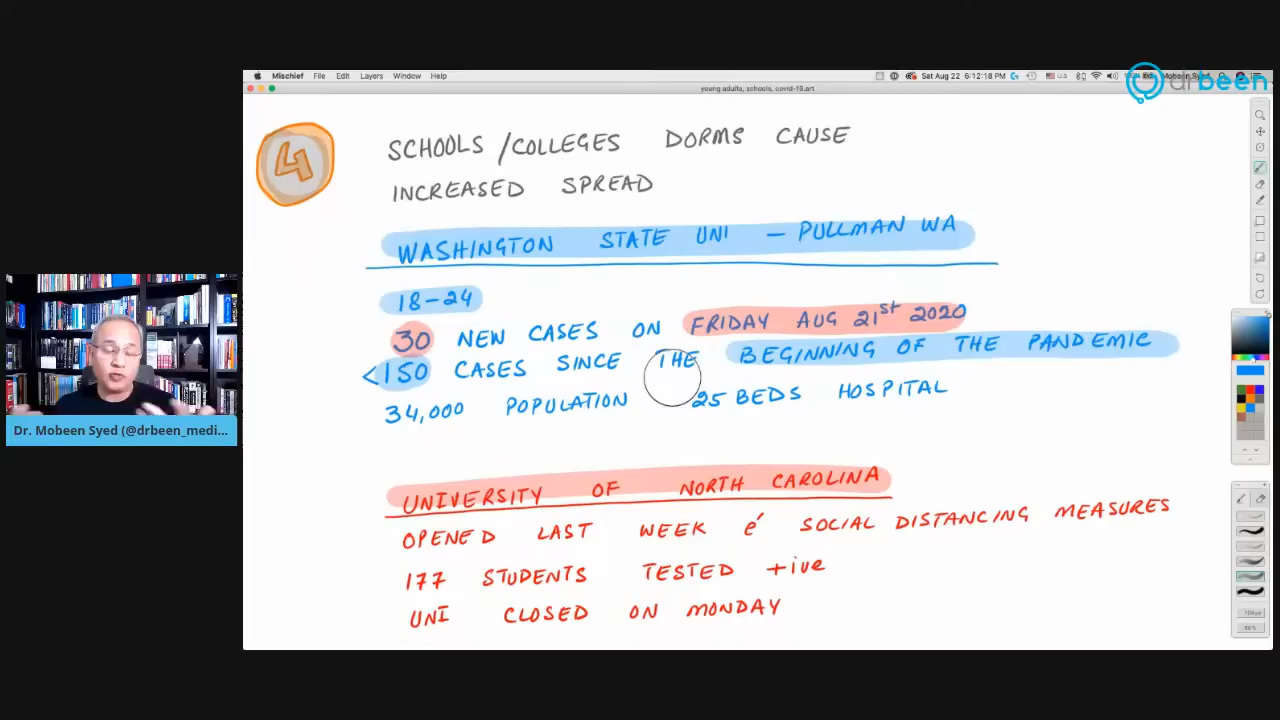 Mischief File Edit Layers Window Help
Sat Aug 22 6:12:18 PM
drbeen
young adults, schools, covid-19.art
4
SCHOOLS /COLLEGES DORMS CAUSE
INCREASED SPREAD
WASHINGTON STATE UNI – PULLMAN WA
18-24
30 NEW CASES ON FRIDAY AUG 21st 2020
<150 CASES SINCE THE BEGINNING OF THE PANDEMIC
34,000 POPULATION 25 BEDS HOSPITAL
Dr. Mobeen Syed (@drbeen_medi...
UNIVERSITY OF NORTH CAROLINA
OPENED LAST WEEK é SOCIAL DISTANCING MEASURES
177 STUDENTS TESTED +ive
UNI CLOSED ON MONDAY